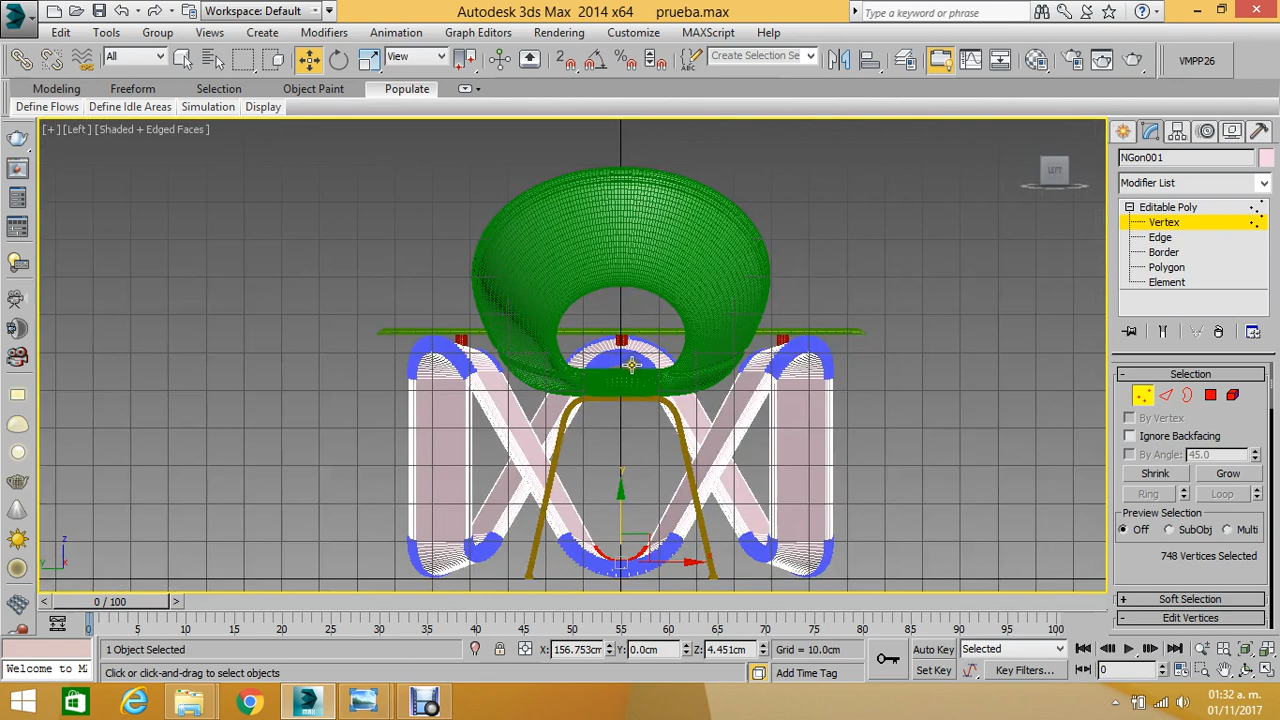 Workspace: Default
Autodesk 3ds Max 2014 x64 prueba.max
Type a keyword or phrase
Edit Tools Group Views Create Modifiers Animation Graph Editors Rendering Customize MAXScript Help
All
View
Create Selection Se
VMPP26
Modeling Freeform Selection Object Paint Populate
Define Flows Define Idle Areas Simulation Display
[+] [Left] [Shaded + Edged Faces]
NGon001
Modifier List
Editable Poly
Vertex
Edge
Border
Polygon
Element
Selection
By Vertex
Ignore Backfacing
By Angle: 45.0
Shrink Grow
Ring Loop
Preview Selection
Off SubObj Multi
748 Vertices Selected
Soft Selection
Edit Vertices
z
y x
y
0 / 100
0 5 10 15 20 25 30 35 40 45 50 55 60 65 70 75 80 85 90 95 100
1 Object Selected
X: 156.753cm Y: 0.0cm Z: 4.451cm Grid = 10.0cm
Auto Key Selected
Welcome to M
Click or click-and-drag to select objects
Add Time Tag
Set Key Key Filters...
0
01:32 a. m.
01/11/2017